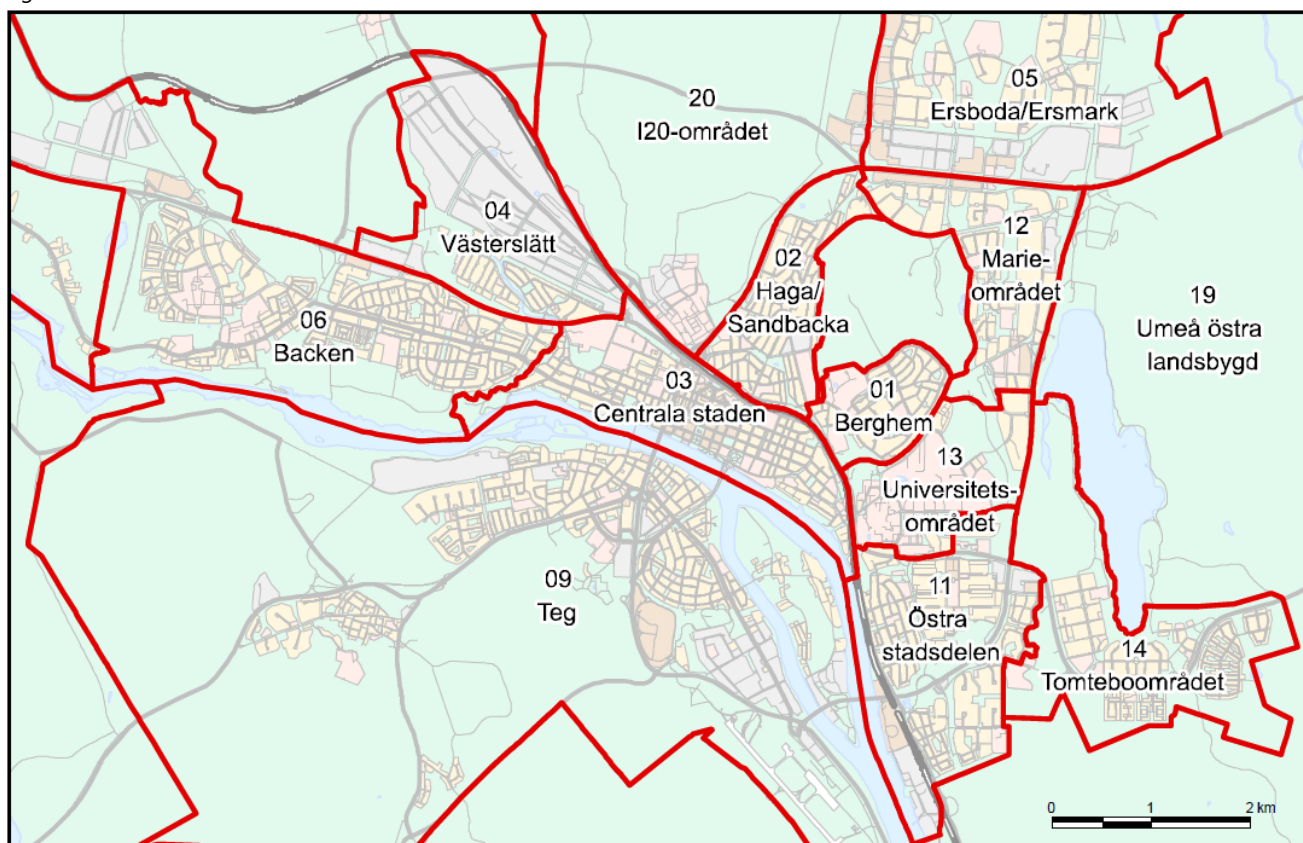 20
I20-området
05
Ersboda/Ersmark
04
Västerslätt
02
Haga/
Sandbacka
12
Marie-
området
19
Umeå östra
landsbygd
06
Backen
03
Centrala staden
01
Berghem
13
Universitets-
området
09
Teg
11
Östra
stadsdelen
14
Tomteboområdet
0 1 2 km